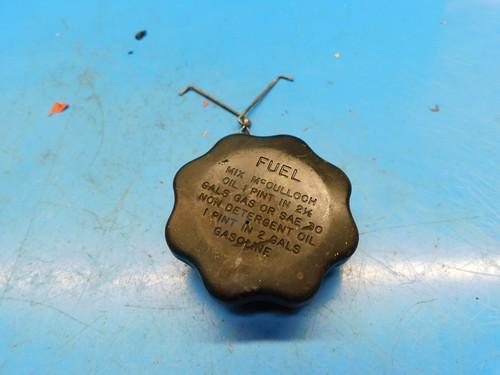 FUEL
MIX McCULLOCH
OIL 1 PINT IN 2½
GALS GAS OR SAE 30
NON DETERGENT OIL
1 PINT IN 2 GALS
GASOLINE